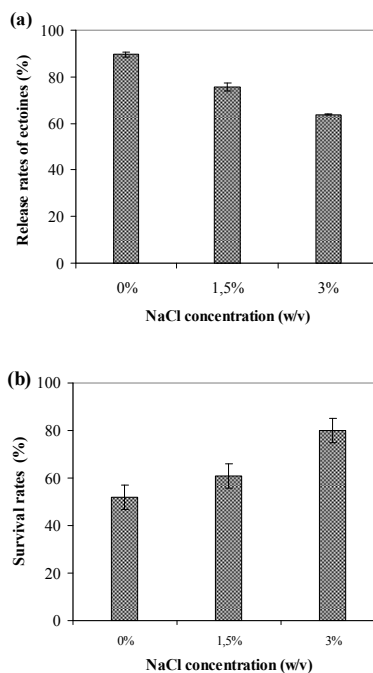 (a)
Release rates of ectoines (%)
100
80
60
40
20
0
0% 1,5% 3%
NaCl concentration (w/v)
(b)
Survival rates (%)
100
80
60
40
20
0
0% 1,5% 3%
NaCl concentration (w/v)